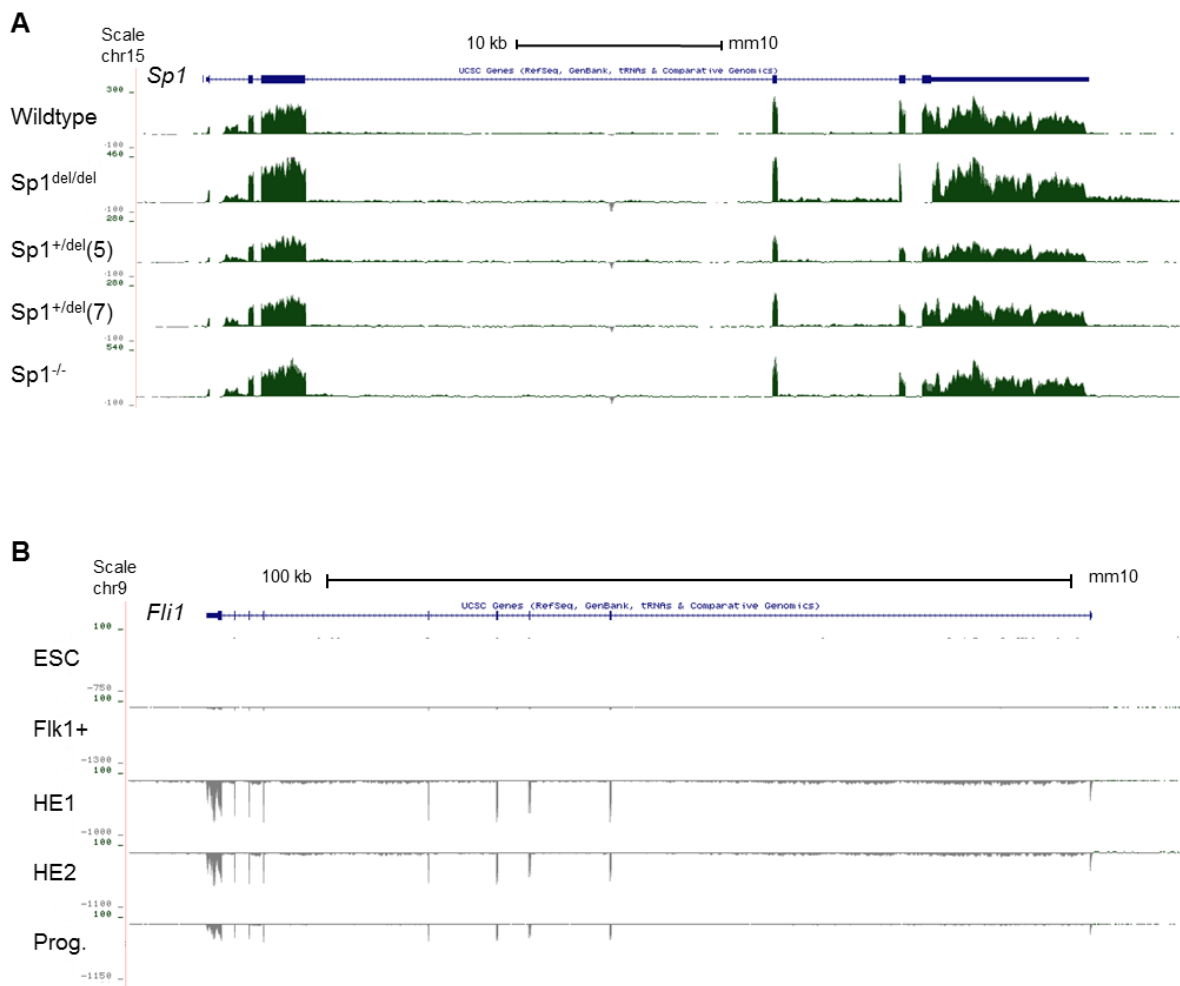 A
Scale
chr15
10 kb
mm10
UCSC Genes (RefSeq, GenBank, tRNAs & Comparative Genomics)
Sp1
300
Wildtype
-100
460
Sp1del/del
-100
280
Sp1+/del(5)
-100
280
Sp1+/del(7)
-100
540
Sp1-/-
-100
B
Scale
chr9
100 kb
mm10
UCSC Genes (RefSeq, GenBank, tRNAs & Comparative Genomics)
Fli1
100
ESC
-750
100
Flk1+
-1300
100
HE1
-1000
100
HE2
-1100
100
Prog.
-1150